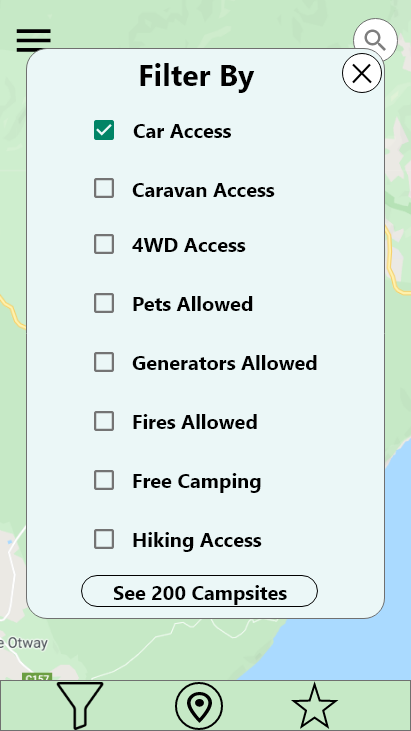 Filter By
Car Access
Caravan Access
4WD Access
Pets Allowed
Generators Allowed
Fires Allowed
Free Camping
Hiking Access
See 200 Campsites
e Otway
C157